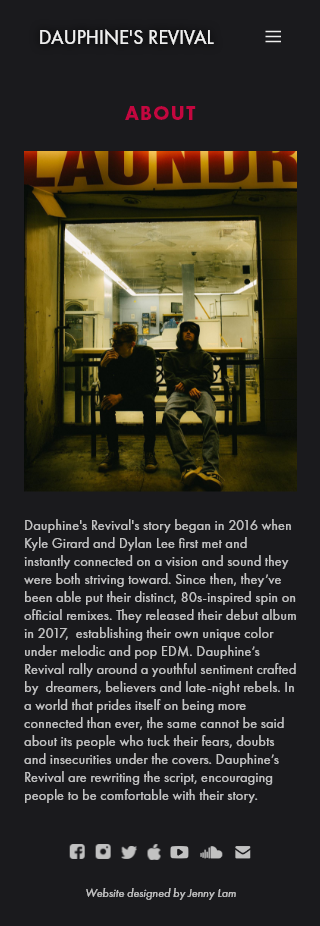 DAUPHINE'S REVIVAL
ABOUT
LAUNDR
Dauphine's Revival's story began in 2016 when
Kyle Girard and Dylan Lee first met and
instantly connected on a vision and sound they
were both striving toward. Since then, they’ve
been able put their distinct, 80s-inspired spin on
official remixes. They released their debut album
in 2017,  establishing their own unique color
under melodic and pop EDM. Dauphine’s
Revival rally around a youthful sentiment crafted
by  dreamers, believers and late-night rebels. In
a world that prides itself on being more
connected than ever, the same cannot be said
about its people who tuck their fears, doubts
and insecurities under the covers. Dauphine’s
Revival are rewriting the script, encouraging
people to be comfortable with their story.
Website designed by Jenny Lam